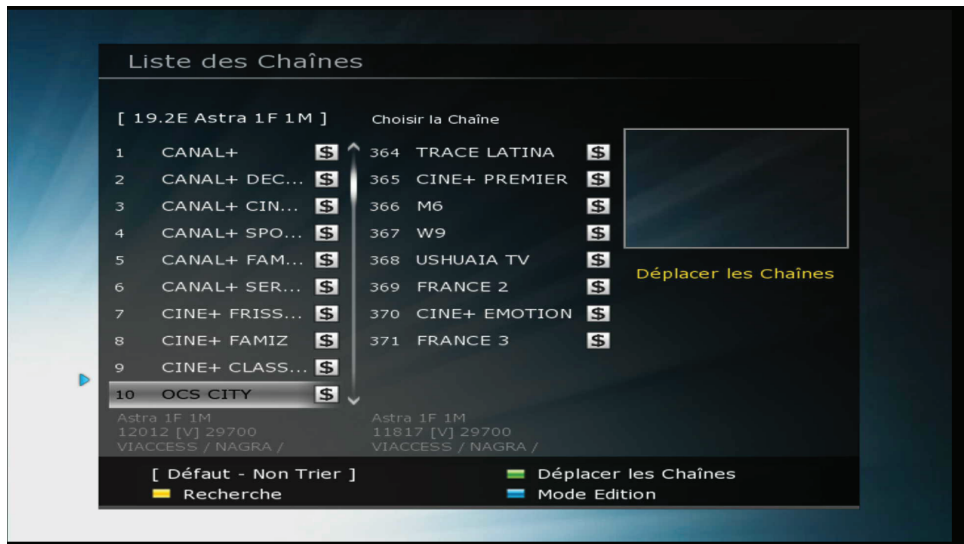 Liste des Chaînes
[ 19.2E Astra 1F 1M ]
1 CANAL+ $
2 CANAL+ DEC... $
3 CANAL+ CIN... $
4 CANAL+ SPO... $
5 CANAL+ FAM... $
6 CANAL+ SER... $
7 CINE+ FRISS... $
8 CINE+ FAMIZ $
9 CINE+ CLASS... $
10 OCS CITY $
Astra 1F 1M
12012 [V] 29700
VIACCESS / NAGRA /
Choisir la Chaîne
364 TRACE LATINA $
365 CINE+ PREMIER $
366 M6 $
367 W9 $
368 USHUAIA TV $
369 FRANCE 2 $
370 CINE+ EMOTION $
371 FRANCE 3 $
Astra 1F 1M
11817 [V] 29700
VIACCESS / NAGRA /
Déplacer les Chaînes
[ Défaut - Non Trier ]
Déplacer les Chaînes
Recherche
Mode Edition